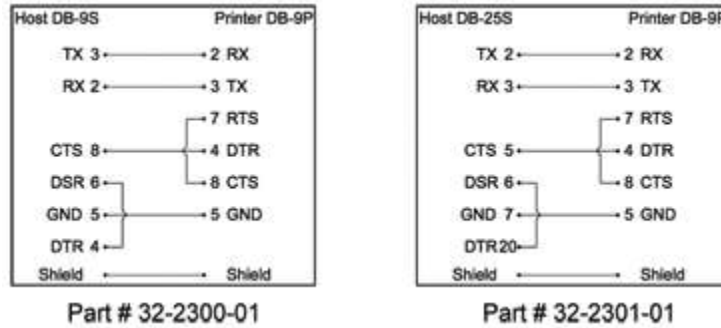 Host DB-9S Printer DB-9P
TX 3 2 RX
RX 2 3 TX
7 RTS
CTS 8 4 DTR
DSR 6 8 CTS
GND 5 5 GND
DTR 4
Shield Shield
Part # 32-2300-01
Host DB-25S Printer DB-9P
TX 2 2 RX
RX 3 3 TX
7 RTS
CTS 5 4 DTR
DSR 6 8 CTS
GND 7 5 GND
DTR 20
Shield Shield
Part # 32-2301-01